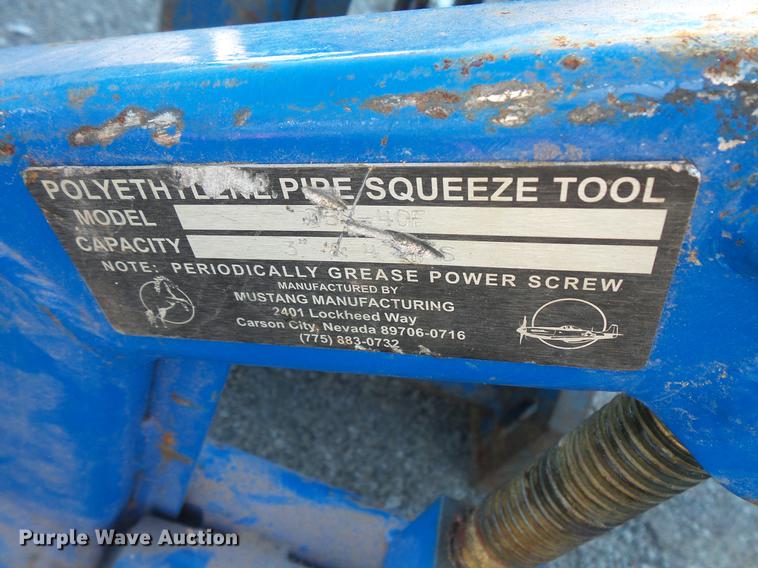 POLYETHYLENE PIPE SQUEEZE TOOL
MODEL
CAPACITY 3"
NOTE: PERIODICALLY GREASE POWER SCREW
MANUFACTURED BY
MUSTANG MANUFACTURING
2401 Lockheed Way
Carson City, Nevada 89706-0716
(775) 883-0732
Purple Wave Auction